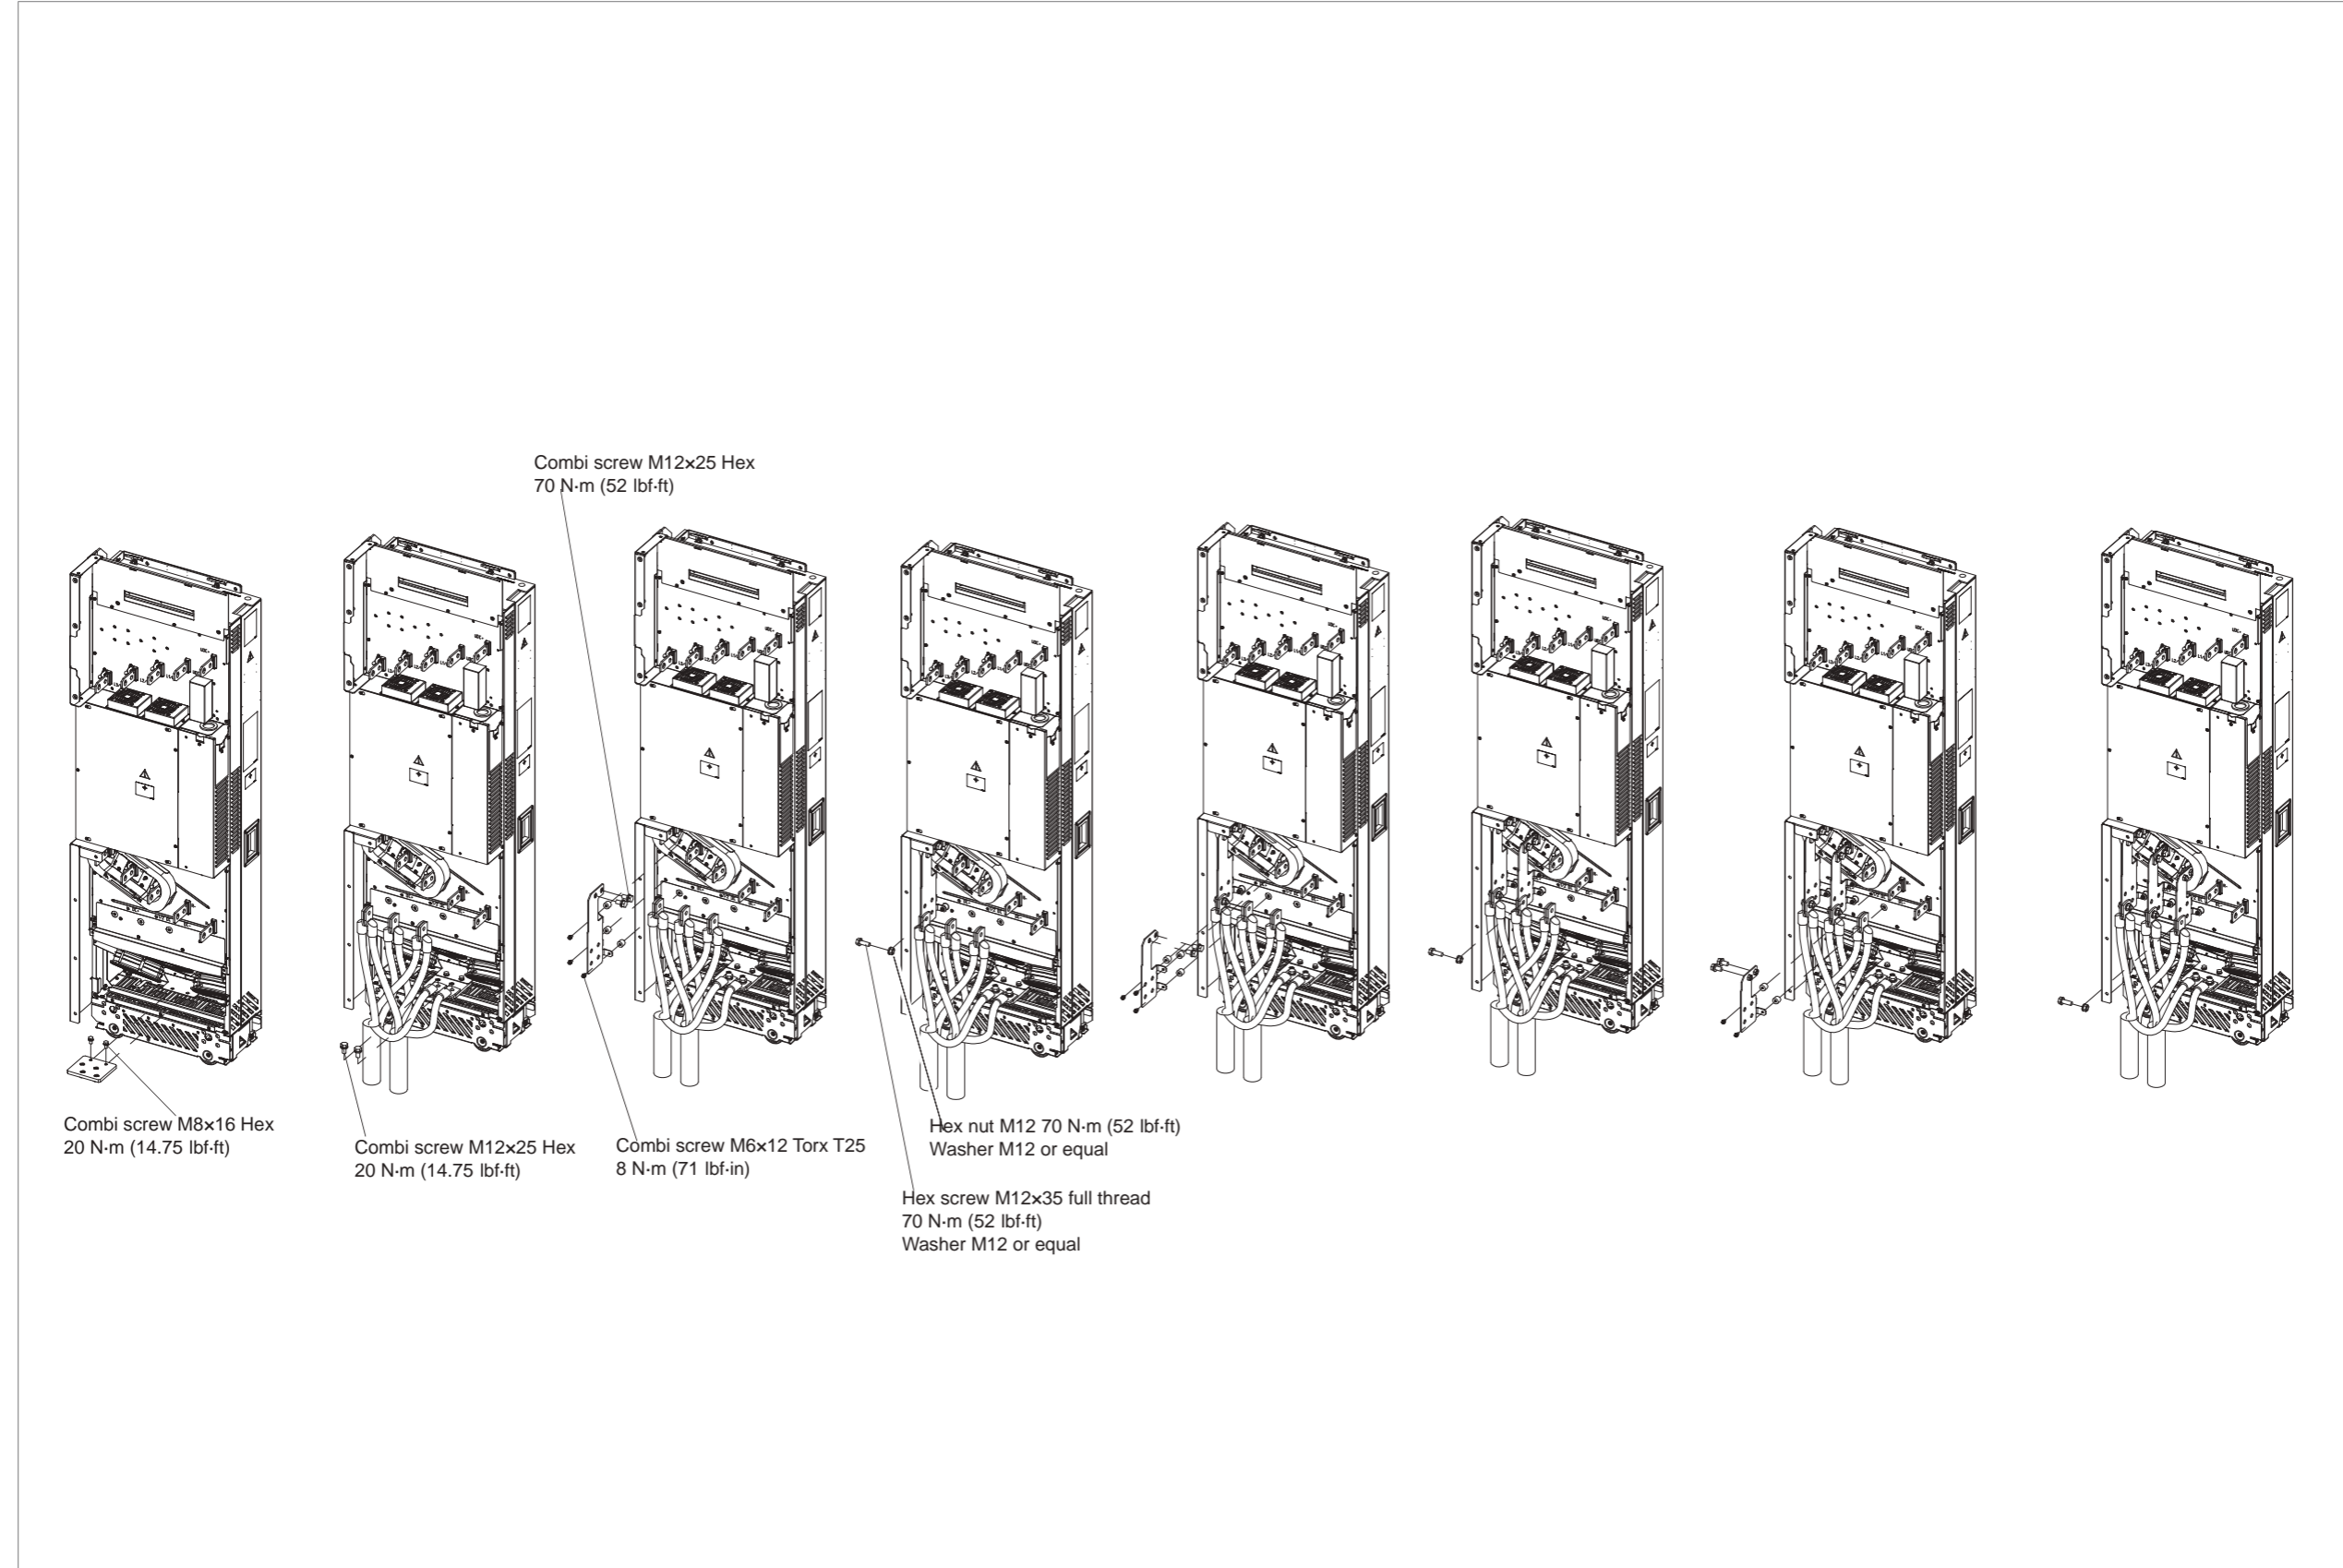 Combi screw M12×25 Hex
70 N·m (52 lbf·ft)
Combi screw M8×16 Hex
20 N·m (14.75 lbf·ft)
Combi screw M12×25 Hex
20 N·m (14.75 lbf·ft)
Combi screw M6×12 Torx T25
8 N·m (71 lbf·in)
Hex nut M12 70 N·m (52 lbf·ft)
Washer M12 or equal
Hex screw M12×35 full thread
70 N·m (52 lbf·ft)
Washer M12 or equal